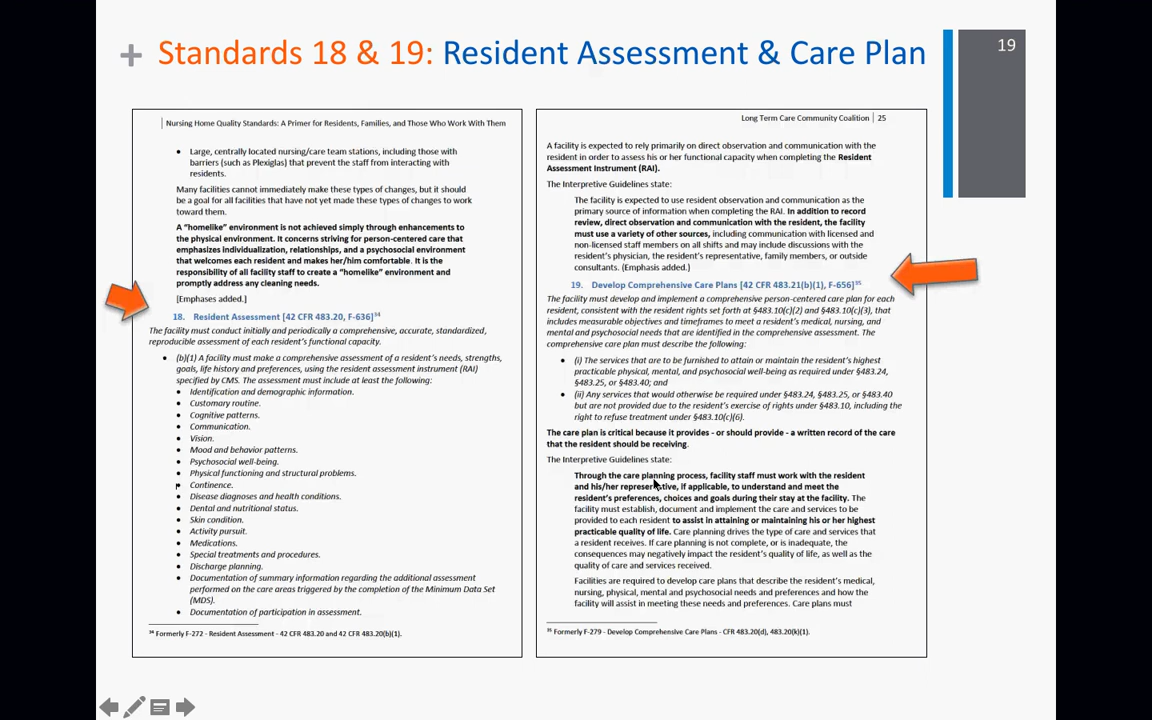 + Standards 18 & 19: Resident Assessment & Care Plan
19
Nursing Home Quality Standards: A Primer for Residents, Families, and Those Who Work With Them
• Large, centrally located nursing/care team stations, including those with
barriers (such as Plexiglas) that prevent the staff from interacting with
residents.
Many facilities cannot immediately make these types of changes, but it should
be a goal for all facilities that have not yet made these types of changes to work
toward them.
A “homelike” environment is not achieved simply through enhancements to
the physical environment. It concerns striving for person-centered care that
emphasizes individualization, relationships, and a psychosocial environment
that welcomes each resident and makes her/him comfortable. It is the
responsibility of all facility staff to create a “homelike” environment and
promptly address any cleaning needs.
[Emphases added.]
18. Resident Assessment [42 CFR 483.20, F-636]34
The facility must conduct initially and periodically a comprehensive, accurate, standardized,
reproducible assessment of each resident’s functional capacity.
• (b)(1) A facility must make a comprehensive assessment of a resident’s needs, strengths,
goals, life history and preferences, using the resident assessment instrument (RAI)
specified by CMS. The assessment must include at least the following:
• Identification and demographic information.
• Customary routine.
• Cognitive patterns.
• Communication.
• Vision.
• Mood and behavior patterns.
• Psychosocial well-being.
• Physical functioning and structural problems.
• Continence.
• Disease diagnoses and health conditions.
• Dental and nutritional status.
• Skin condition.
• Activity pursuit.
• Medications.
• Special treatments and procedures.
• Discharge planning.
• Documentation of summary information regarding the additional assessment
performed on the care areas triggered by the completion of the Minimum Data Set
(MDS).
• Documentation of participation in assessment.
34 Formerly F-272 - Resident Assessment - 42 CFR 483.20 and 42 CFR 483.20(b)(1).
Long Term Care Community Coalition | 25
A facility is expected to rely primarily on direct observation and communication with the
resident in order to assess his or her functional capacity when completing the Resident
Assessment Instrument (RAI).
The Interpretive Guidelines state:
The facility is expected to use resident observation and communication as the
primary source of information when completing the RAI. In addition to record
review, direct observation and communication with the resident, the facility
must use a variety of other sources, including communication with licensed and
non-licensed staff members on all shifts and may include discussions with the
resident’s physician, the resident’s representative, family members, or outside
consultants. (Emphasis added.)
19. Develop Comprehensive Care Plans [42 CFR 483.21(b)(1), F-656]35
The facility must develop and implement a comprehensive person-centered care plan for each
resident, consistent with the resident rights set forth at §483.10(c)(2) and §483.10(c)(3), that
includes measurable objectives and timeframes to meet a resident’s medical, nursing, and
mental and psychosocial needs that are identified in the comprehensive assessment. The
comprehensive care plan must describe the following:
• (i) The services that are to be furnished to attain or maintain the resident’s highest
practicable physical, mental, and psychosocial well-being as required under §483.24,
§483.25, or §483.40; and
• (ii) Any services that would otherwise be required under §483.24, §483.25, or §483.40
but are not provided due to the resident’s exercise of rights under §483.10, including the
right to refuse treatment under §483.10(c)(6).
The care plan is critical because it provides - or should provide - a written record of the care
that the resident should be receiving.
The Interpretive Guidelines state:
Through the care planning process, facility staff must work with the resident
and his/her representative, if applicable, to understand and meet the
resident’s preferences, choices and goals during their stay at the facility. The
facility must establish, document and implement the care and services to be
provided to each resident to assist in attaining or maintaining his or her highest
practicable quality of life. Care planning drives the type of care and services that
a resident receives. If care planning is not complete, or is inadequate, the
consequences may negatively impact the resident’s quality of life, as well as the
quality of care and services received.
Facilities are required to develop care plans that describe the resident’s medical,
nursing, physical, mental and psychosocial needs and preferences and how the
facility will assist in meeting these needs and preferences. Care plans must
35 Formerly F-279 - Develop Comprehensive Care Plans - CFR 483.20(d), 483.20(k)(1).